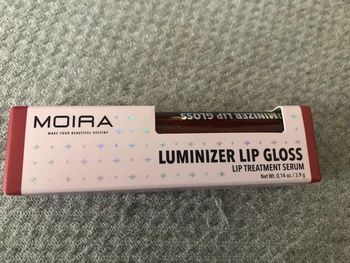 MOIRA
MAKE YOUR BEAUTIFUL DESTINY
UMINIZER LIP GLOSS
LUMINIZER LIP GLOSS
LIP TREATMENT SERUM
Net Wt. 0.14 oz. / 3.9 g